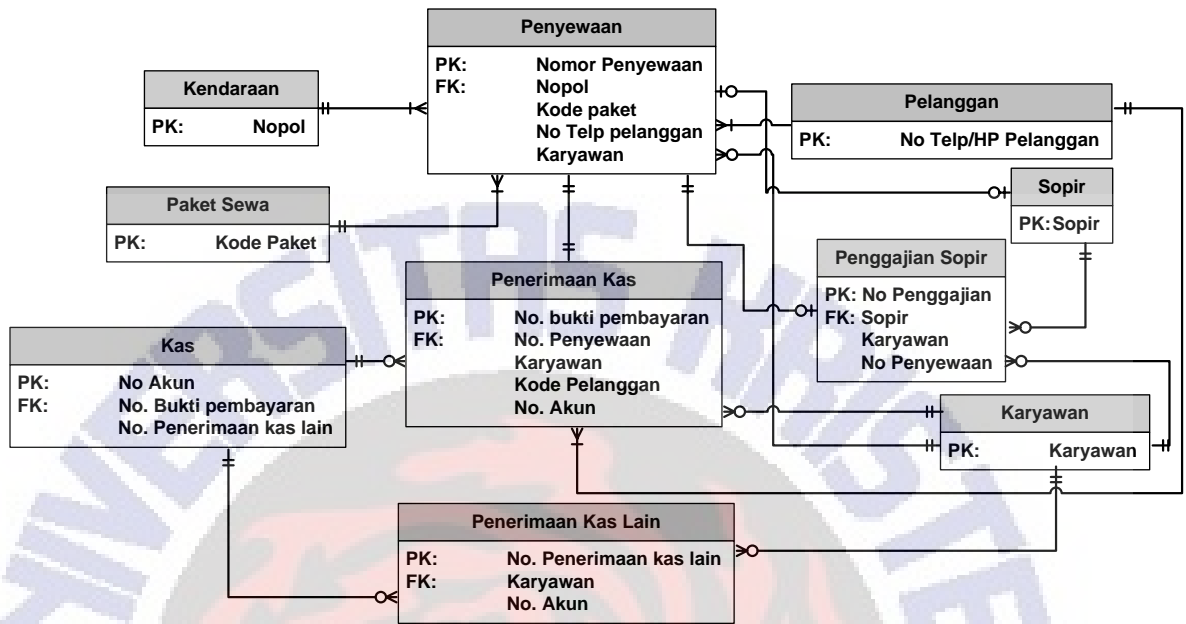 Penyewaan
PK: Nomor Penyewaan
FK: Nopol
Kode paket
No Telp pelanggan
Karyawan
Kendaraan
PK: Nopol
Pelanggan
PK: No Telp/HP Pelanggan
Paket Sewa
PK: Kode Paket
Sopir
PK: Sopir
Penggajian Sopir
PK: No Penggajian
FK: Sopir
Karyawan
No Penyewaan
Penerimaan Kas
PK: No. bukti pembayaran
FK: No. Penyewaan
Karyawan
Kode Pelanggan
No. Akun
Kas
PK: No Akun
FK: No. Bukti pembayaran
No. Penerimaan kas lain
Karyawan
PK: Karyawan
Penerimaan Kas Lain
PK: No. Penerimaan kas lain
FK: Karyawan
No. Akun
UNIVERSITAS KRISTE